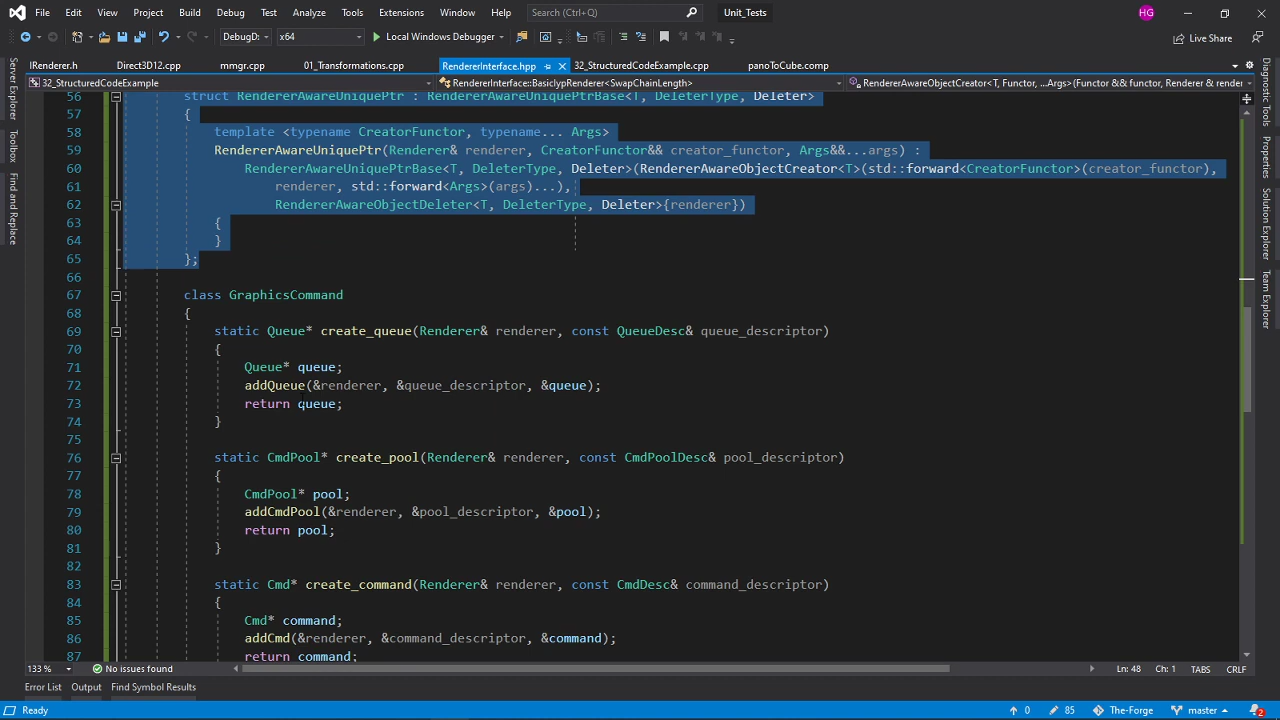 File Edit View Project Build Debug Test Analyze Tools Extensions Window Help Search (Ctrl+Q) Unit_Tests HG
DebugD x64 Local Windows Debugger Live Share
IRenderer.h Direct3D12.cpp mmgr.cpp 01_Transformations.cpp RendererInterface.hpp 32_StructuredCodeExample.cpp panoToCube.comp
32_StructuredCodeExample RendererInterface::BasiclypRenderer<SwapChainLength> RendererAwareObjectCreator<T, Functor, ...Args>(Functor && functor, Renderer & render
Server Explorer
Toolbox
Find and Replace
Diagnostic Tools
Properties
Solution Explorer
Team Explorer
56 struct RendererAwareUniquePtr : RendererAwareUniquePtrBase<T, DeleterType, Deleter>
57 {
58 template <typename CreatorFunctor, typename... Args>
59 RendererAwareUniquePtr(Renderer& renderer, CreatorFunctor&& creator_functor, Args&&...args) :
60 RendererAwareUniquePtrBase<T, DeleterType, Deleter>(RendererAwareObjectCreator<T>(std::forward<CreatorFunctor>(creator_functor),
61 renderer, std::forward<Args>(args)...),
62 RendererAwareObjectDeleter<T, DeleterType, Deleter>{renderer})
63 {
64 }
65 };
66
67 class GraphicsCommand
68 {
69 static Queue* create_queue(Renderer& renderer, const QueueDesc& queue_descriptor)
70 {
71 Queue* queue;
72 addQueue(&renderer, &queue_descriptor, &queue);
73 return queue;
74 }
75
76 static CmdPool* create_pool(Renderer& renderer, const CmdPoolDesc& pool_descriptor)
77 {
78 CmdPool* pool;
79 addCmdPool(&renderer, &pool_descriptor, &pool);
80 return pool;
81 }
82
83 static Cmd* create_command(Renderer& renderer, const CmdDesc& command_descriptor)
84 {
85 Cmd* command;
86 addCmd(&renderer, &command_descriptor, &command);
87 return command;
133 % No issues found Ln: 48 Ch: 1 TABS CRLF
Error List Output Find Symbol Results
Ready 0 85 The-Forge master 2